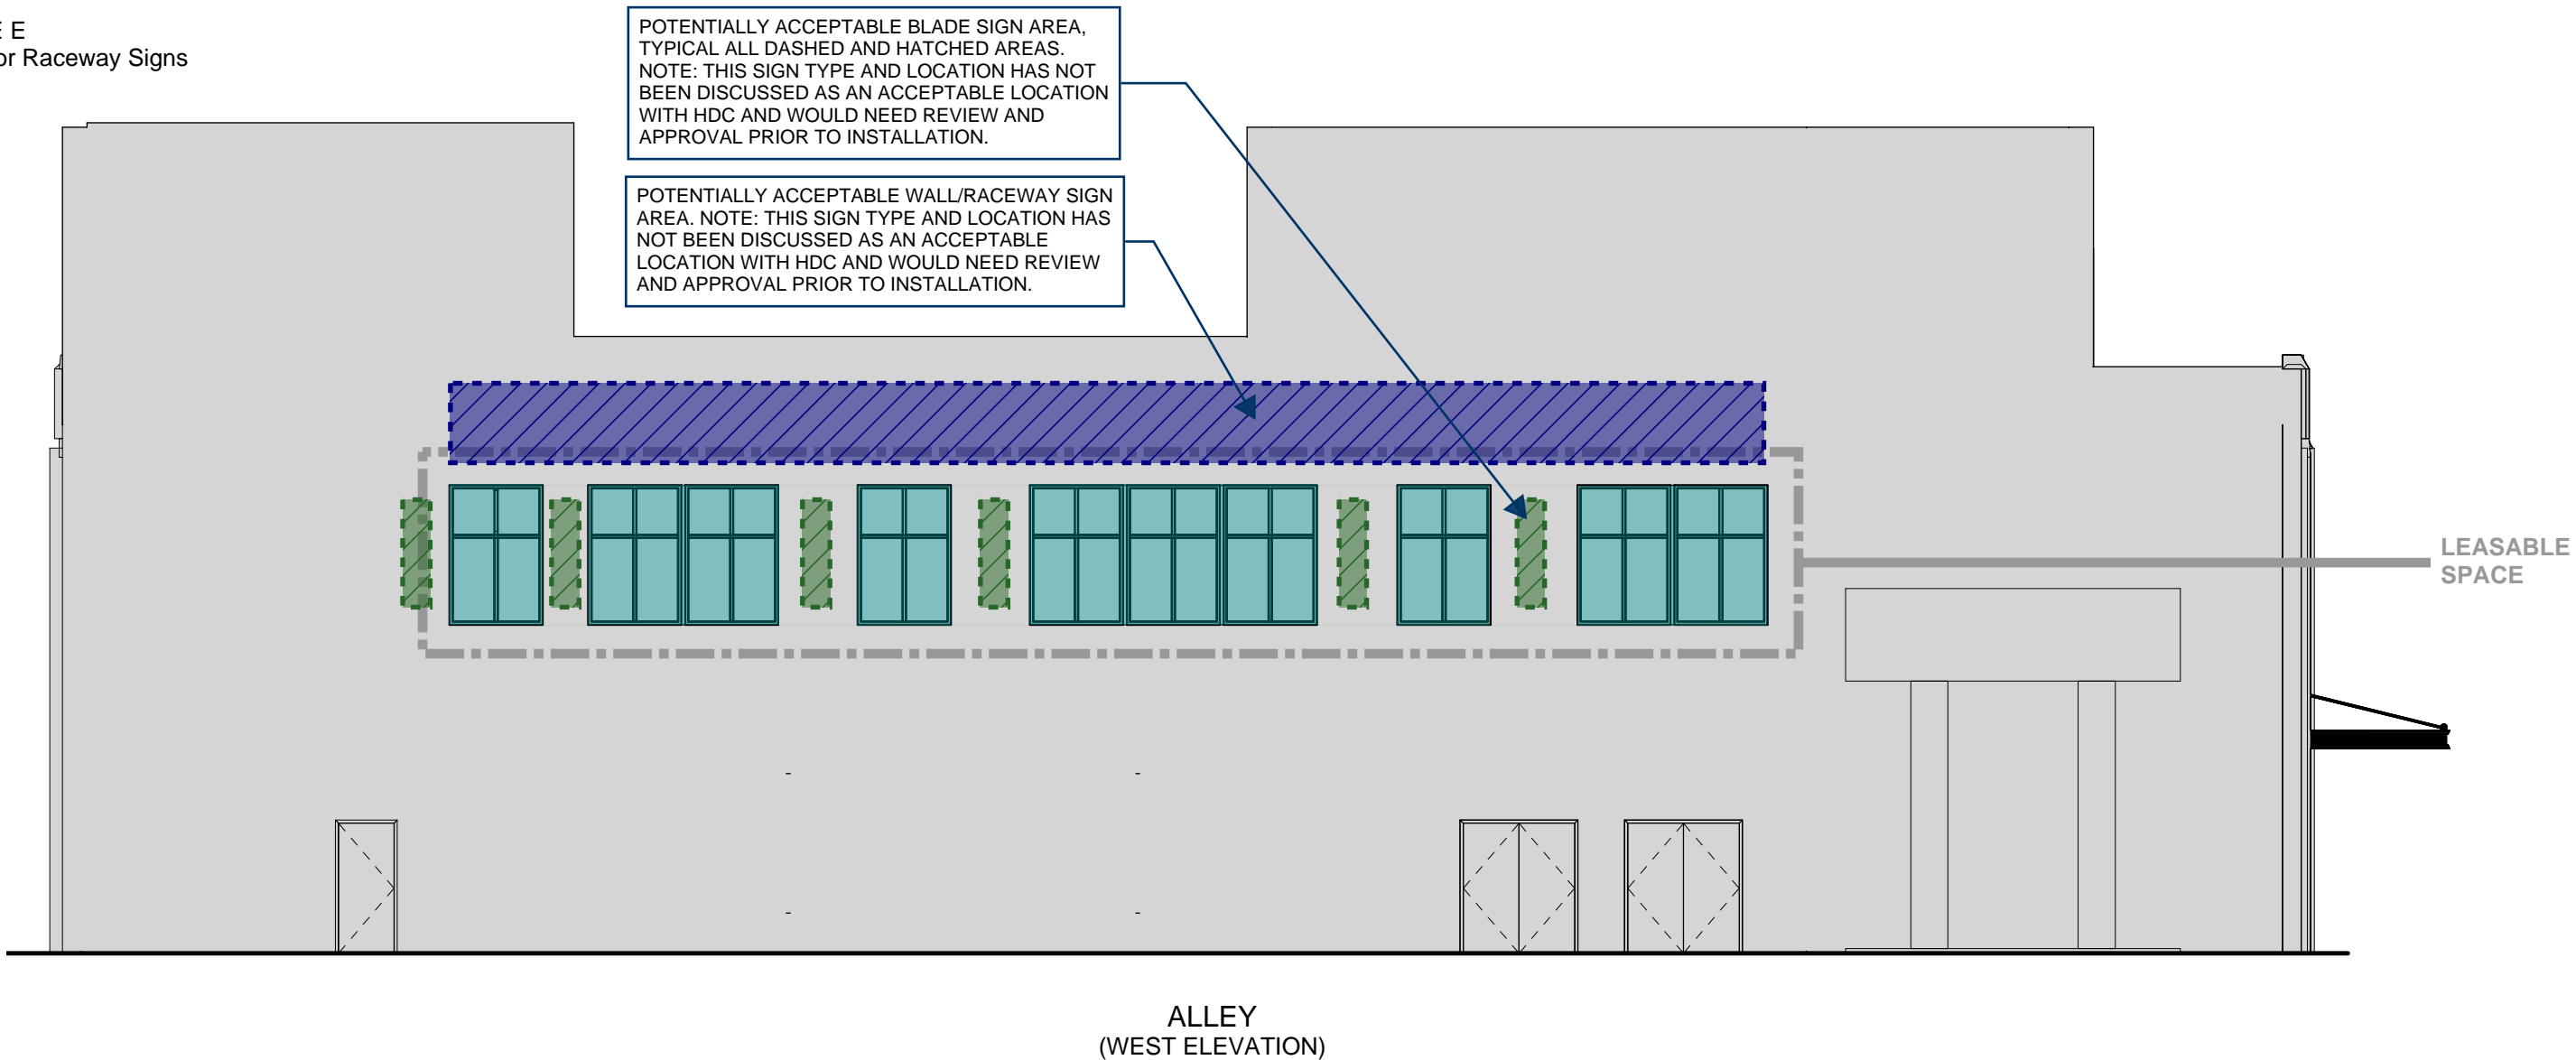 E E
or Raceway Signs
POTENTIALLY ACCEPTABLE BLADE SIGN AREA,
TYPICAL ALL DASHED AND HATCHED AREAS.
NOTE: THIS SIGN TYPE AND LOCATION HAS NOT
BEEN DISCUSSED AS AN ACCEPTABLE LOCATION
WITH HDC AND WOULD NEED REVIEW AND
APPROVAL PRIOR TO INSTALLATION.
POTENTIALLY ACCEPTABLE WALL/RACEWAY SIGN
AREA. NOTE: THIS SIGN TYPE AND LOCATION HAS
NOT BEEN DISCUSSED AS AN ACCEPTABLE
LOCATION WITH HDC AND WOULD NEED REVIEW
AND APPROVAL PRIOR TO INSTALLATION.
LEASABLE
SPACE
ALLEY
(WEST ELEVATION)